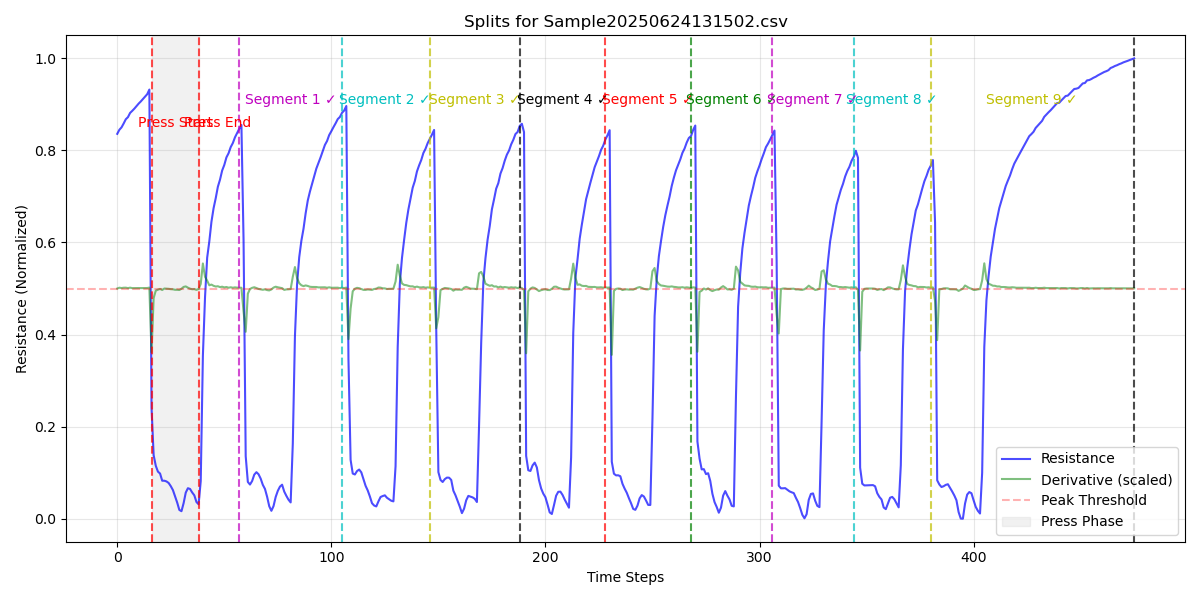 Splits for Sample20250624131502.csv
Resistance (Normalized)
1.0
0.8
0.6
0.4
0.2
0.0
Segment 1 ✓
Segment 2 ✓
Segment 3 ✓
Segment 4 ✓
Segment 5 ✓
Segment 6 ✓
Segment 7 ✓
Segment 8 ✓
Segment 9 ✓
Press Start
Press End
Resistance
Derivative (scaled)
Peak Threshold
Press Phase
0
100
200
300
400
Time Steps